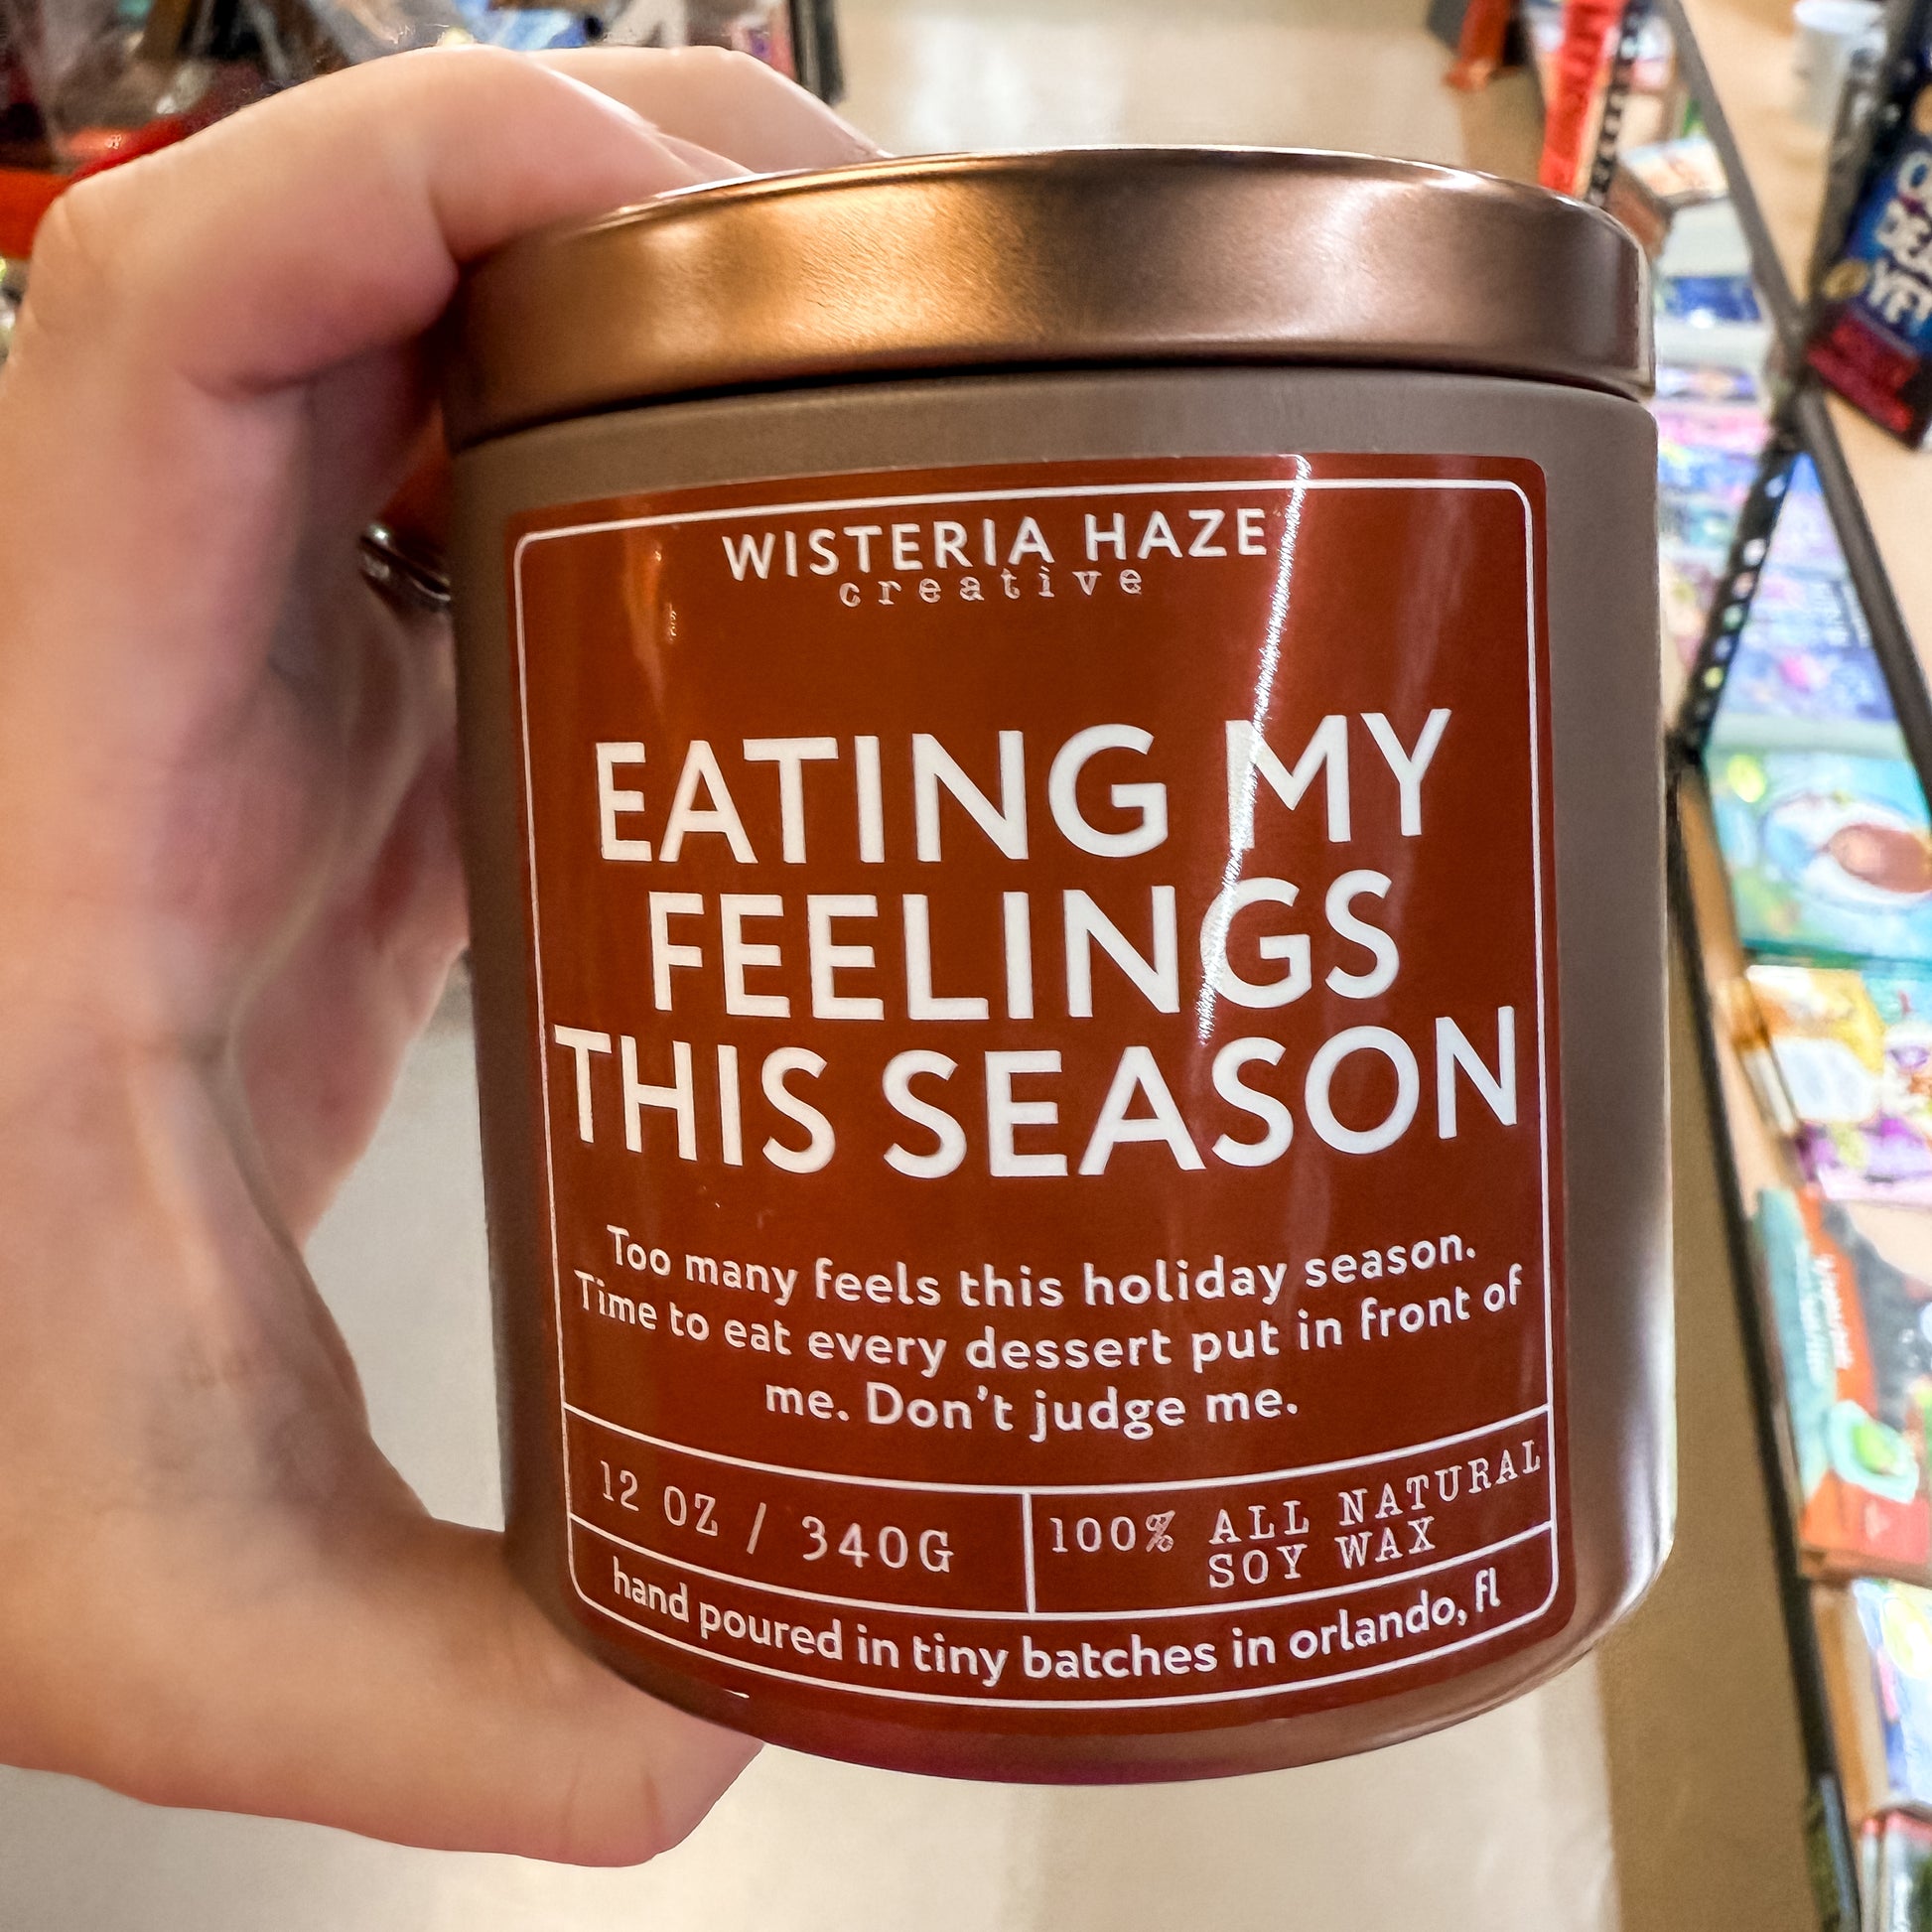 WISTERIA HAZE
creative
EATING MY
FEELINGS
THIS SEASON
Too many feels this holiday season.
Time to eat every dessert put in front of
me. Don't judge me.
12 OZ / 340G
100% ALL NATURAL
SOY WAX
hand poured in tiny batches in orlando, fl